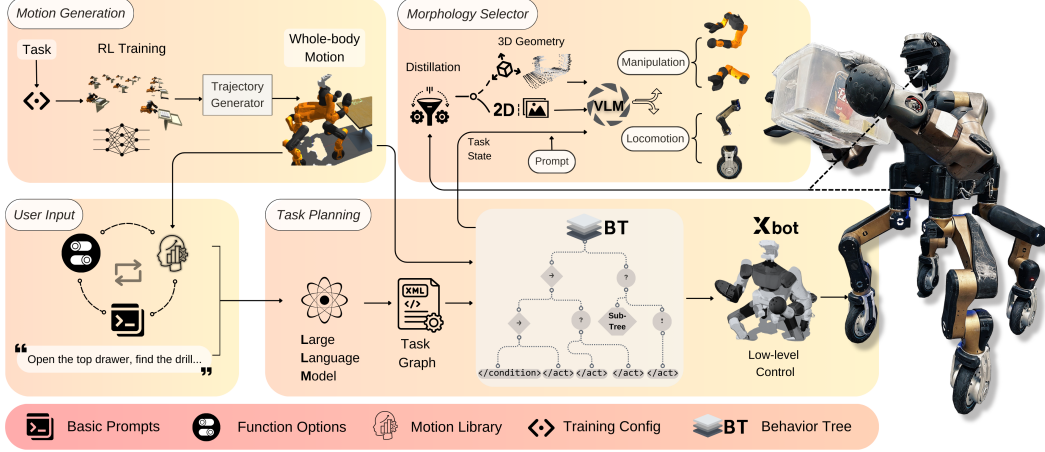 Motion Generation
Task
RL Training
Whole-body
Motion
Trajectory
Generator
Morphology Selector
Distillation
3D Geometry
2D
VLM
Task
State
Prompt
Manipulation
Locomotion
User Input
“
Open the top drawer, find the drill...
”
Task Planning
Large
Language
Model
XML
</>
Task
Graph
BT
→
?
→
?
Sub-
Tree
!
</condition>
</act>
</act>
</act>
</act>
Xbot
Low-level
Control
Basic Prompts
Function Options
Motion Library
Training Config
BT
Behavior Tree